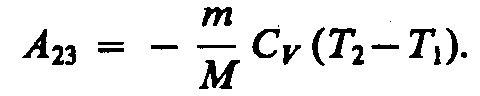 A₂₃ = − m/M C_V (T₂ − T₁).